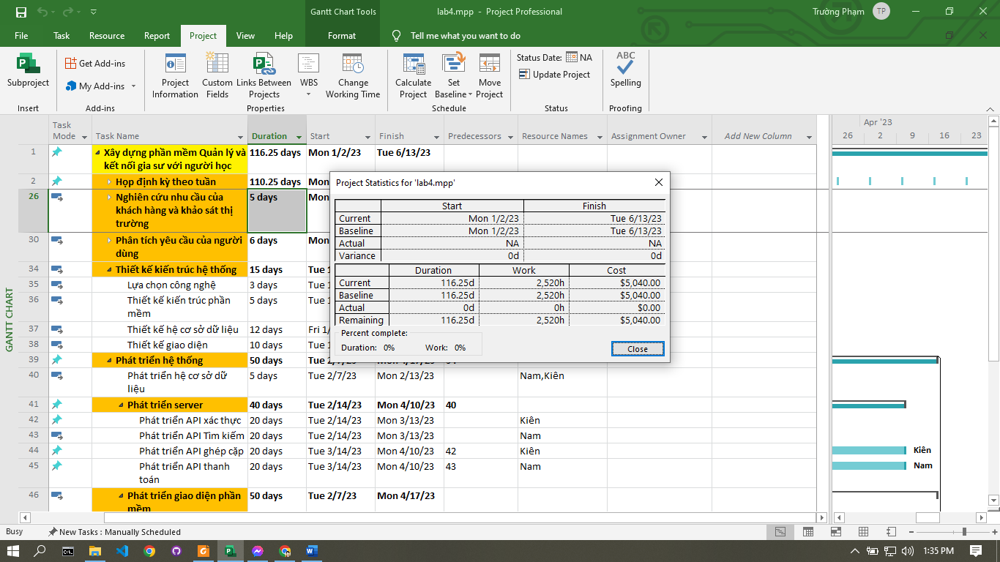 Gantt Chart Tools
lab4.mpp - Project Professional
Trường Phạm TP
File Task Resource Report Project View Help Format Tell me what you want to do
Subproject
Insert
Get Add-ins
My Add-ins
Add-ins
Project Information
Custom Fields
Links Between Projects
WBS
Change Working Time
Properties
Calculate Project
Set Baseline
Move Project
Schedule
Status Date: NA
Update Project
Status
ABC
Spelling
Proofing
Task Mode Task Name Duration Start Finish Predecessors Resource Names Assignment Owner Add New Column
Apr '23
26 2 9 16 23
GANTT CHART
1 Xây dựng phần mềm Quản lý và 116.25 days Mon 1/2/23 Tue 6/13/23
kết nối gia sư với người học
2 Họp định kỳ theo tuần 110.25 days Mon
26 Nghiên cứu nhu cầu của 5 days Mon
khách hàng và khảo sát thị
trường
30 Phân tích yêu cầu của người 6 days Mon
dùng
34 Thiết kế kiến trúc hệ thống 15 days Tue 1
35 Lựa chọn công nghệ 3 days Tue 1
36 Thiết kế kiến trúc phần 5 days Tue 1
mềm
37 Thiết kế hệ cơ sở dữ liệu 12 days Fri 1/
38 Thiết kế giao diện 10 days Tue 1
39 Phát triển hệ thống 50 days Tue 2/7/23 Mon 4/17/23
40 Phát triển hệ cơ sở dữ 5 days Tue 2/7/23 Mon 2/13/23 Nam,Kiên
liệu
41 Phát triển server 40 days Tue 2/14/23 Mon 4/10/23 40
42 Phát triển API xác thực 20 days Tue 2/14/23 Mon 3/13/23 Kiên
43 Phát triển API Tìm kiếm 20 days Tue 2/14/23 Mon 3/13/23 Nam
44 Phát triển API ghép cặp 20 days Tue 3/14/23 Mon 4/10/23 42 Kiên Kiên
45 Phát triển API thanh 20 days Tue 3/14/23 Mon 4/10/23 43 Nam Nam
toán
46 Phát triển giao diện phần 50 days Tue 2/7/23 Mon 4/17/23
mềm
Project Statistics for 'lab4.mpp'
Start Finish
Current Mon 1/2/23 Tue 6/13/23
Baseline Mon 1/2/23 Tue 6/13/23
Actual NA NA
Variance 0d 0d
Duration Work Cost
Current 116.25d 2,520h $5,040.00
Baseline 116.25d 2,520h $5,040.00
Actual 0d 0h $0.00
Remaining 116.25d 2,520h $5,040.00
Percent complete:
Duration: 0% Work: 0%
Close
Busy New Tasks : Manually Scheduled
1:35 PM